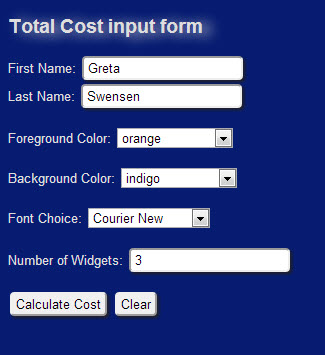 Total Cost input form
First Name: Greta
Last Name: Swensen
Foreground Color: orange
Background Color: indigo
Font Choice: Courier New
Number of Widgets: 3
Calculate Cost Clear